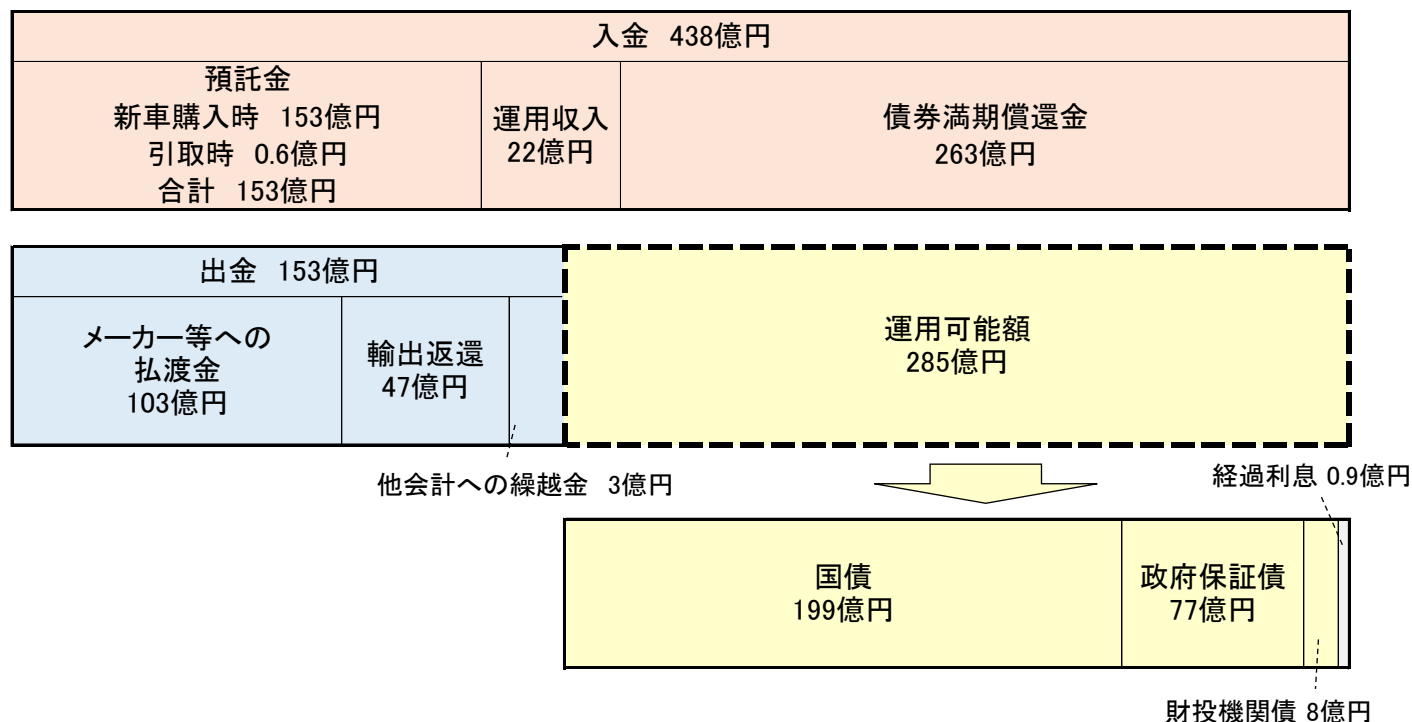 入金 438億円
預託金
新車購入時 153億円
引取時 0.6億円
合計 153億円
運用収入
22億円
債券満期償還金
263億円
出金 153億円
メーカー等への
払渡金
103億円
輸出返還
47億円
他会計への繰越金 3億円
運用可能額
285億円
経過利息 0.9億円
国債
199億円
政府保証債
77億円
財投機関債 8億円